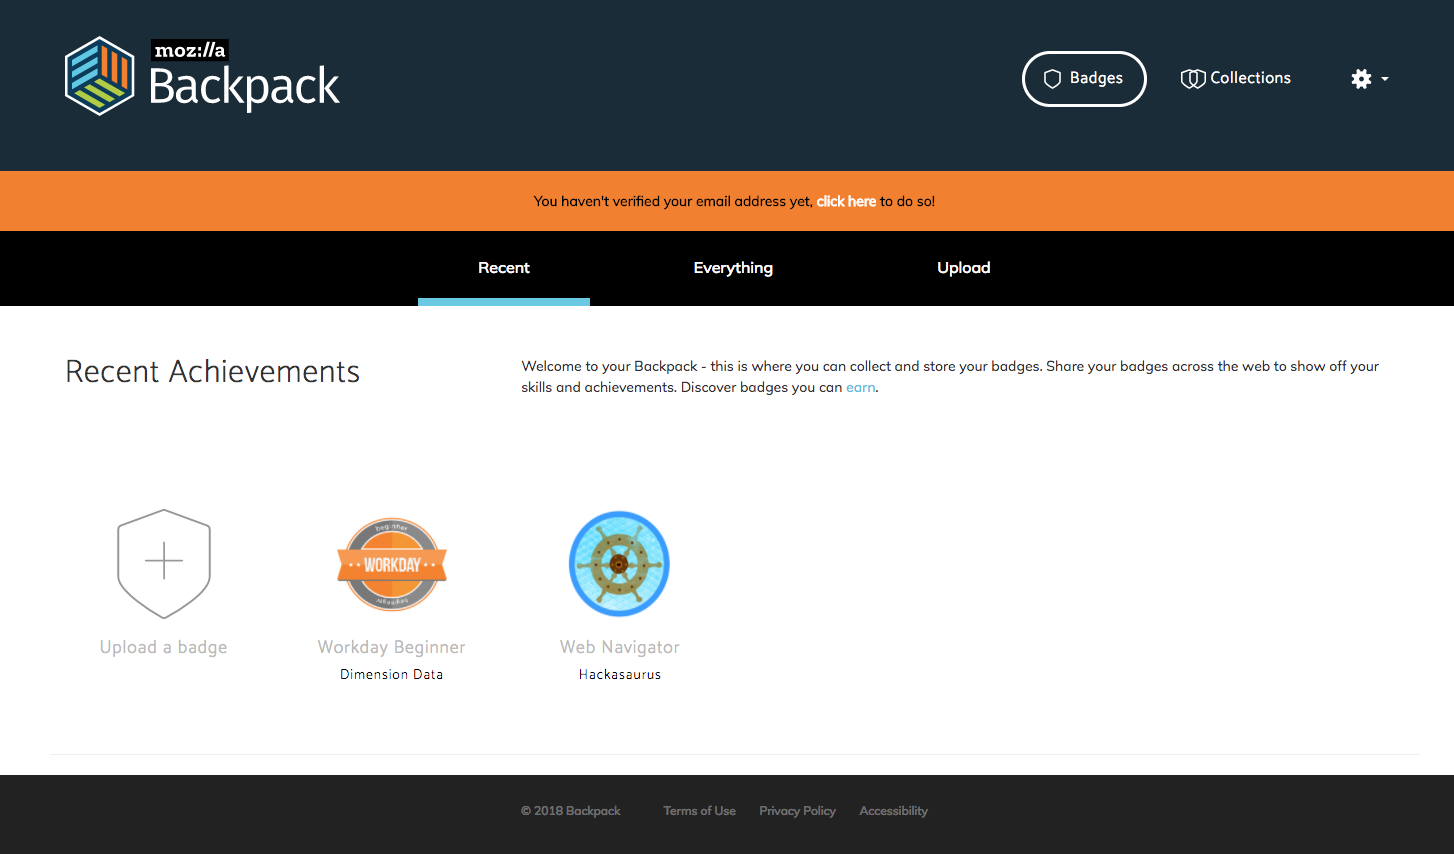 moz://a
Backpack
Badges
Collections
You haven't verified your email address yet, click here to do so!
Recent
Everything
Upload
Recent Achievements
Welcome to your Backpack - this is where you can collect and store your badges. Share your badges across the web to show off your
skills and achievements. Discover badges you can earn.
beginner
WORKDAY
beginner
Upload a badge
Workday Beginner
Web Navigator
Dimension Data
Hackasaurus
© 2018 Backpack
Terms of Use
Privacy Policy
Accessibility